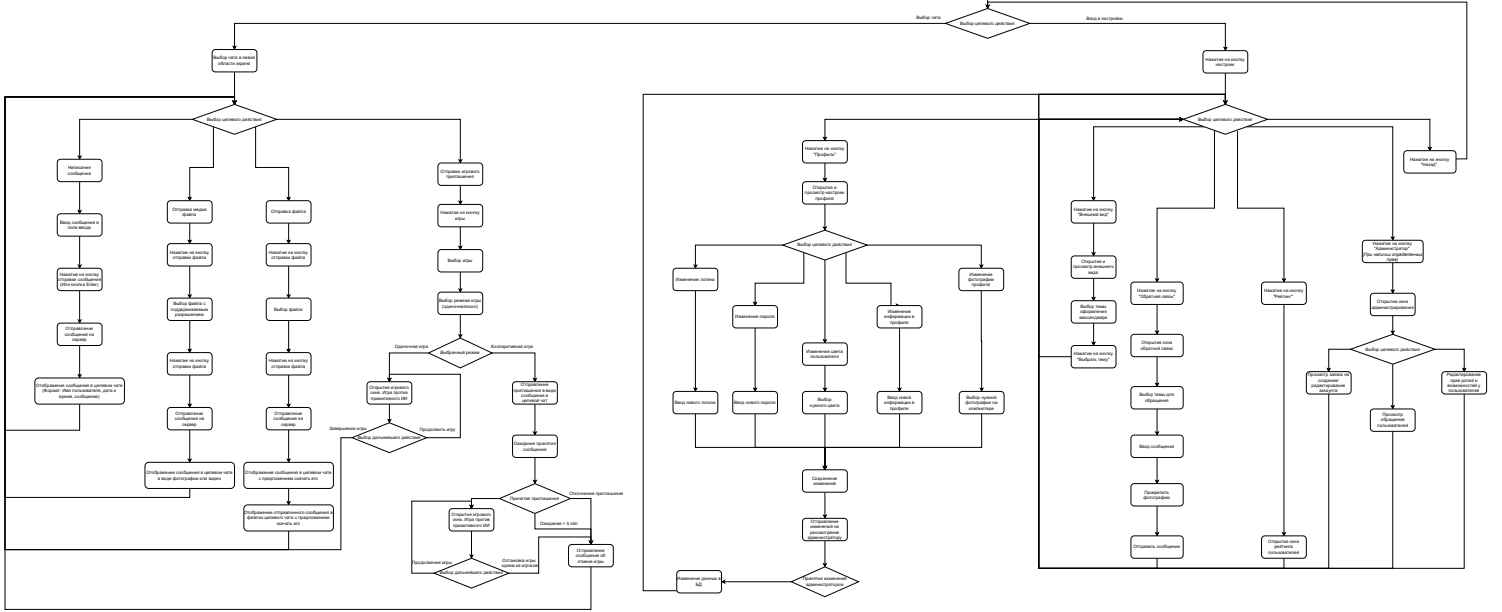 Выбор чата
Выбор целевого действия
Вход в настройки
Выбор чата в левой
области экрана
Нажатие на кнопку
настроек
Выбор целевого действия
Написание
сообщения
Ввод сообщения в
поле ввода
Нажатие на кнопку
отправки сообщения
(Или кнопки Enter)
Отправление
сообщения на
сервер
Отображение сообщения в целевом чате
(Формат: Имя пользователя, дата и
время, сообщение)
Отправка медиа
файла
Нажатие на кнопку
отправки файла
Выбор файла с
поддерживаемым
разрешением
Нажатие на кнопку
отправки файла
Отправление
сообщения на
сервер
Отображение сообщения в целевом чате
в виде фотографии или видео
Отправка файла
Нажатие на кнопку
отправки файла
Выбор файла
Нажатие на кнопку
отправки файла
Отправление
сообщения на
сервер
Отображение сообщения в целевом чате
с предложением скачать его
Отображение отправленного сообщения в
файлах целевого чата с предложением
скачать его
Отправка игрового
приглашения
Нажатие на кнопку
игры
Выбор игры
Выбор режима игры
(одиночная/кооп)
Одиночная игра
Выбранный режим
Кооперативная игра
Открытие игрового
окна. Игра против
примитивного ИИ
Завершение игры
Выбор дальнейшего действия
Продолжить игру
Отправление
приглашения в виде
сообщения в
целевой чат
Ожидание принятия
сообщения
Принятие приглашения
Отклонение приглашения
Ожидание > 5 min
Открытие игрового
окна. Игра против
примитивного ИИ
Продолжение игры
Выбор дальнейшего действия
Остановка игры
одним из игроков
Отправление
сообщения об
отмене игры
Нажатие на кнопку
"Профиль"
Открытие и
просмотр настроек
профиля
Выбор целевого действия
Изменение логина
Ввод нового логина
Изменение пароля
Ввод нового пароля
Изменение цвета
пользователя
Выбор
нужного цвета
Изменение
информации в
профиле
Ввод новой
информации в
профиле
Изменение
фотографии
профиля
Выбор нужной
фотографии на
компьютере
Сохранение
изменений
Отправление
изменений на
рассмотрение
администратору
Принятие изменений
администратором
Изменение данных в
БД
Выбор целевого действия
Нажатие на кнопку
"Назад"
Нажатие на кнопку
"Внешний вид"
Открытие и
просмотр внешнего
вида
Выбор темы
оформления
мессенджера
Нажатие на кнопку
"Выбрать тему"
Нажатие на кнопку
"Обратная связь"
Открытие окна
обратной связи
Выбор темы для
обращения
Ввод сообщения
Прикрепить
фотографию
Отправить сообщение
Нажатие на кнопку
"Рейтинг"
Открытие окна
рейтинга
пользователей
Нажатие на кнопку
"Администратор"
(При наличии определенных
прав)
Открытие окна
администрирования
Выбор целевого действия
Просмотр заявок на
создание/
редактирование
аккаунта
Просмотр
обращения
пользователей
Редактирование
прав ролей и
возможностей у
пользователей